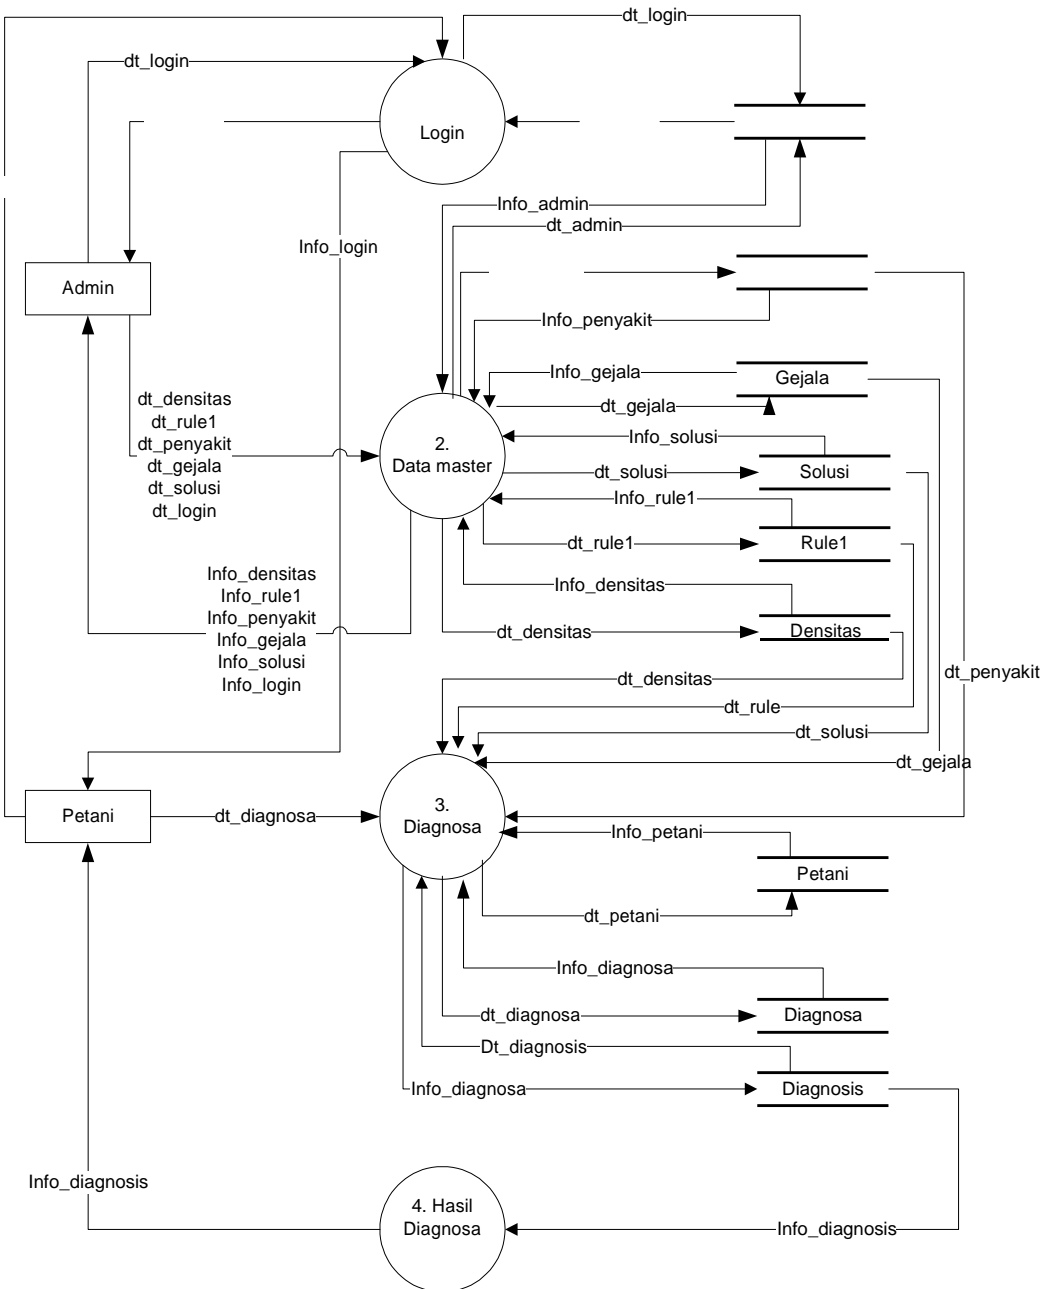 dt_login
dt_login
Login
Info_admin
dt_admin
Info_login
Admin
Info_penyakit
Info_gejala
Gejala
dt_gejala
dt_densitas
dt_rule1
dt_penyakit
dt_gejala
dt_solusi
dt_login
2.
Data master
Info_solusi
dt_solusi
Solusi
Info_rule1
dt_rule1
Rule1
Info_densitas
dt_densitas
Densitas
Info_densitas
Info_rule1
Info_penyakit
Info_gejala
Info_solusi
Info_login
dt_densitas
dt_penyakit
dt_rule
dt_solusi
dt_gejala
Petani
dt_diagnosa
3.
Diagnosa
Info_petani
Petani
dt_petani
Info_diagnosa
dt_diagnosa
Diagnosa
Dt_diagnosis
Info_diagnosa
Diagnosis
Info_diagnosis
4. Hasil
Diagnosa
Info_diagnosis